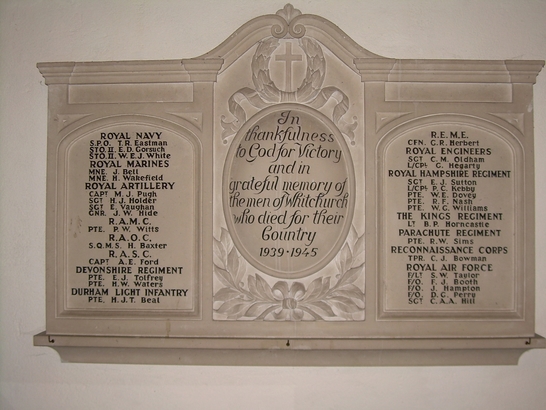 ROYAL NAVY
S.P.O. T.R. Eastman
STO.II. E.D. Gorsuch
STO.II. W.E.J. White
ROYAL MARINES
MNE. J. Bell
MNE. H. Wakefield
ROYAL ARTILLERY
CAPT M.J. Pugh
SGT H.J. Holder
SGT E. Vaughan
GNR. J.W. Hide
R.A.M.C.
PTE. P.W. Witts
R.A.O.C.
S.Q.M.S. H. Baxter
R.A.S.C.
CAPT A.E. Ford
DEVONSHIRE REGIMENT
PTE. E.J. Totfrey
PTE. H.W. Waters
DURHAM LIGHT INFANTRY
PTE. H.J.T. Beal
In
thankfulness
to God for Victory
and in
grateful memory of
the men of Whitchurch
who died for their
Country
1939-1945
R.E.M.E.
CFN. G.R. Herbert
ROYAL ENGINEERS
SGT C.M. Oldham
L/CPL G. Hegarty
ROYAL HAMPSHIRE REGIMENT
SGT E.J. Sutton
L/CPL P.C. Kebby
PTE. W.E. Dovey
PTE. R.F. Nash
PTE. W.G. Williams
THE KINGS REGIMENT
LT B.P. Horncastle
PARACHUTE REGIMENT
PTE. R.W. Sims
RECONNAISSANCE CORPS
TPR. C.J. Bowman
ROYAL AIR FORCE
F/LT S.W. Taylor
F/O. F.J. Booth
F/O. J. Hampton
F/O. D.G. Perry
SGT C.A.A. Hill